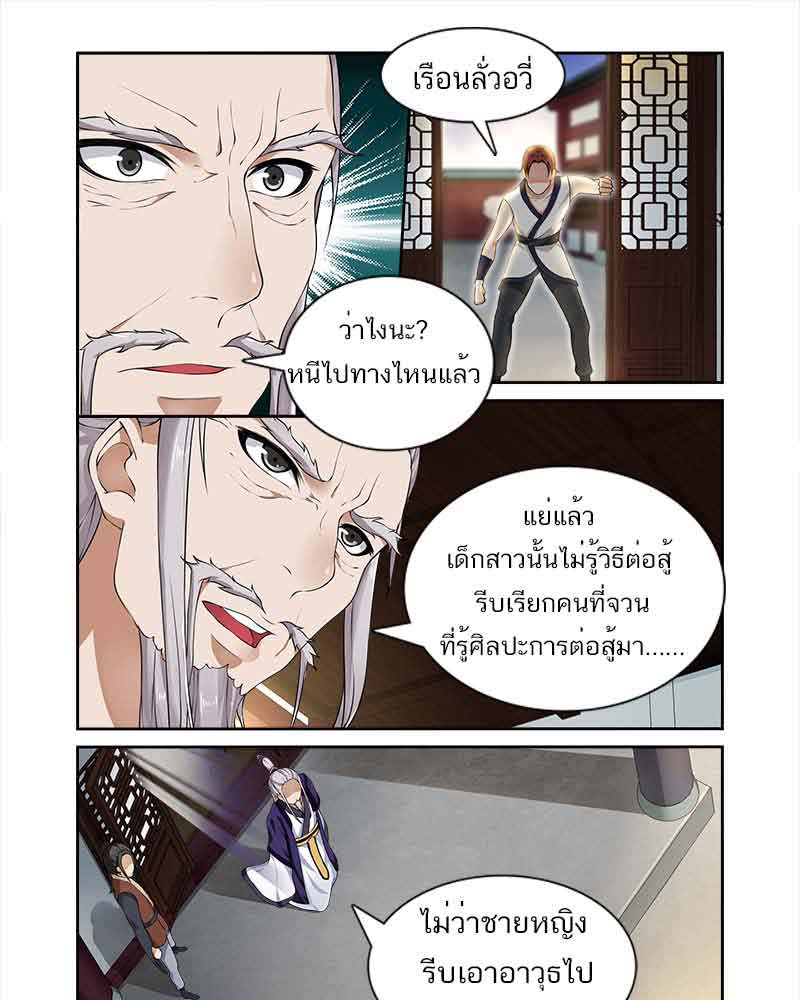 เรือนลั่วอวี่
ว่าไงนะ?
หนีไปทางไหนแล้ว
แย่แล้ว
เด็กสาวนั้นไม่รู้วิธีต่อสู้
รีบเรียกคนที่จวน
ที่รู้ศิลปะการต่อสู้มา......
ไม่ว่าชายหญิง
รีบเอาอาวุธไป